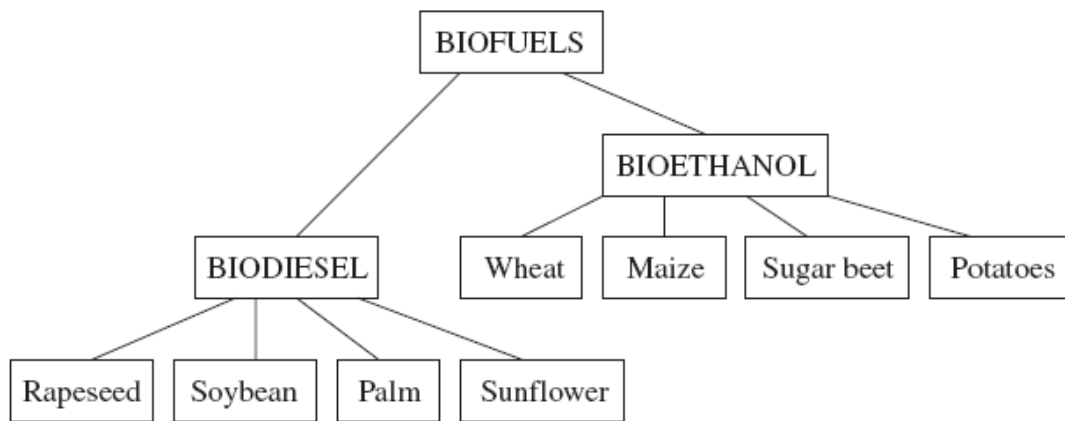 BIOFUELS
BIOETHANOL
BIODIESEL
Wheat
Maize
Sugar beet
Potatoes
Rapeseed
Soybean
Palm
Sunflower